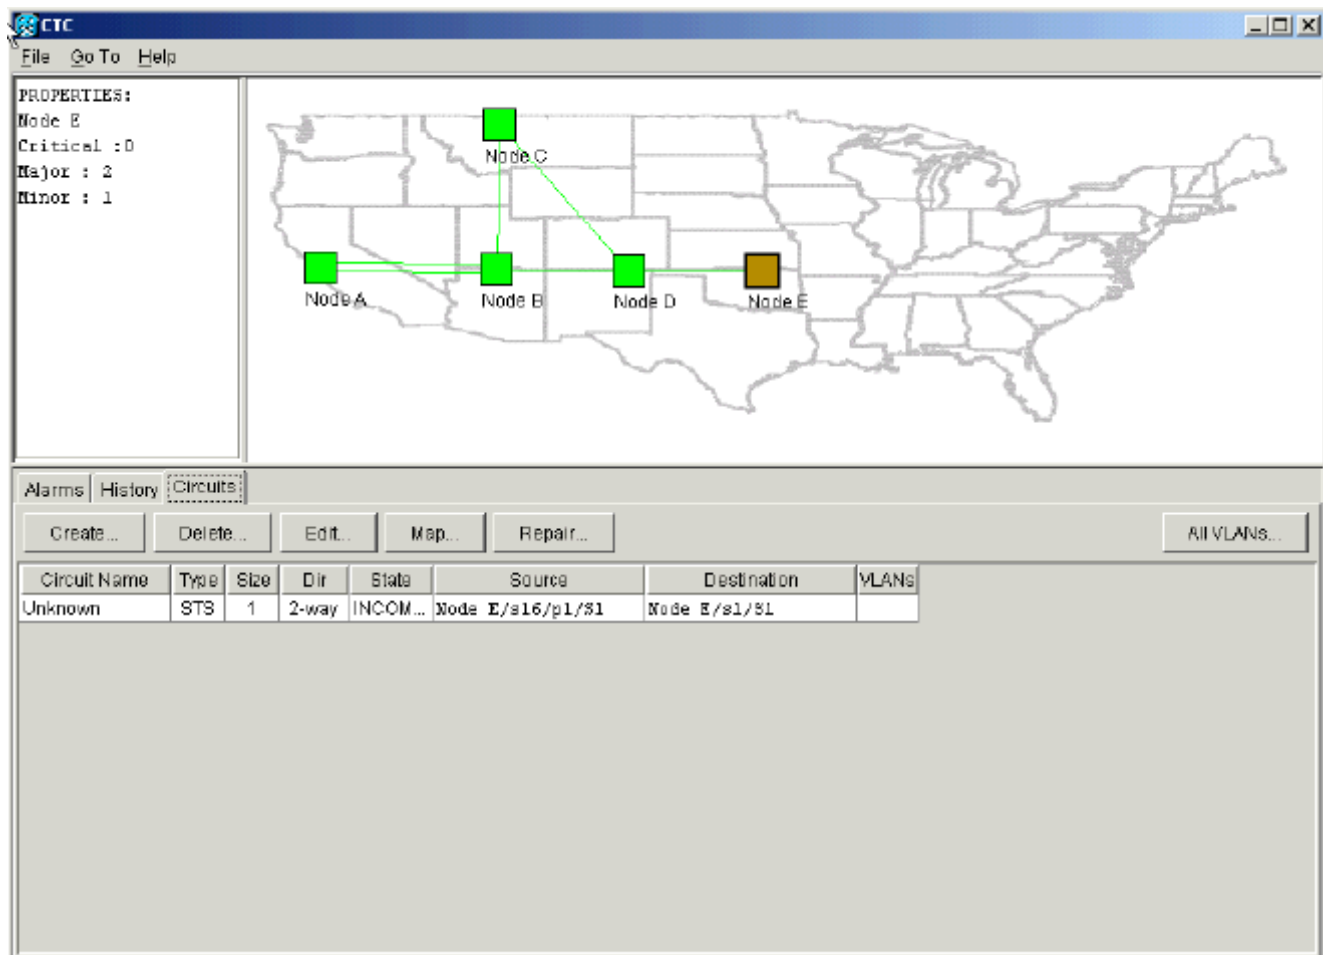 CTC
File Go To Help
PROPERTIES:
Node E
Critical :0
Major : 2
Minor : 1
Node C
Node A
Node B
Node D
Node E
Alarms History Circuits
Create... Delete... Edit... Map... Repair... All VLANs...
Circuit Name Type Size Dir State Source Destination VLANs
Unknown STS 1 2-way INCOM... Node E/s16/p1/S1 Node E/s1/S1